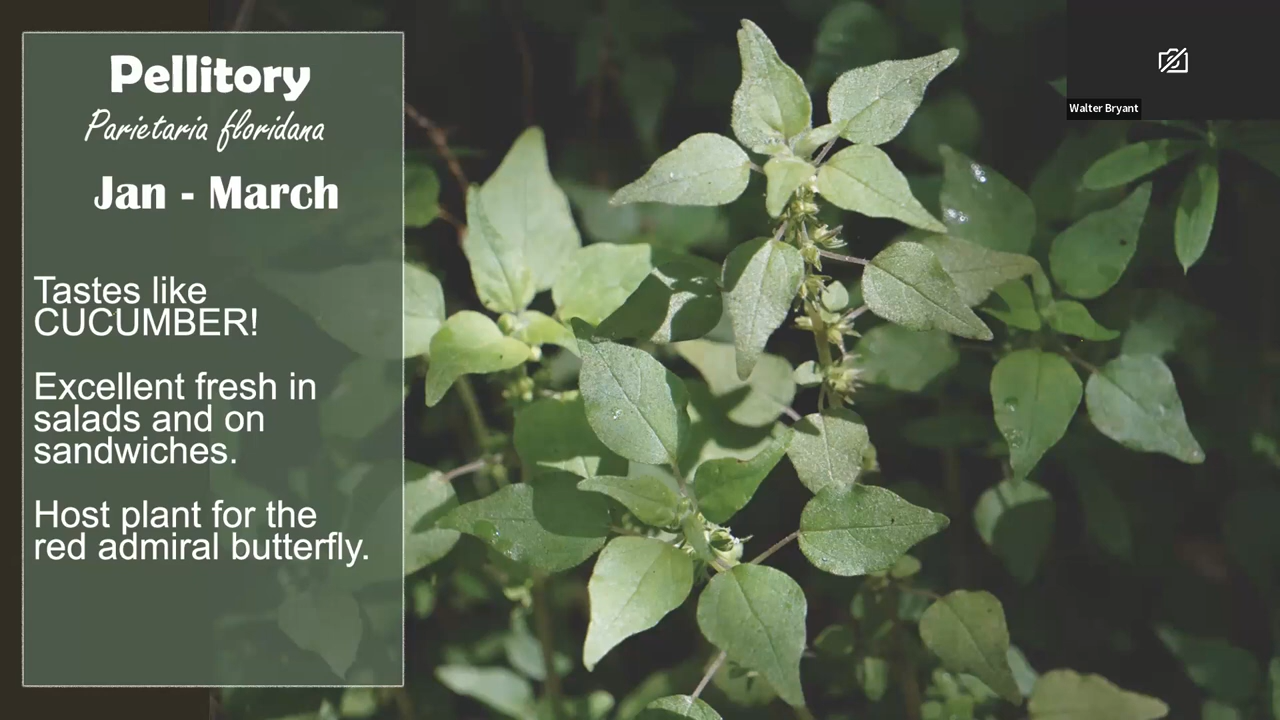 Pellitory
Parietaria floridana
Jan - March
Tastes like
CUCUMBER!
Excellent fresh in
salads and on
sandwiches.
Host plant for the
red admiral butterfly.
Walter Bryant